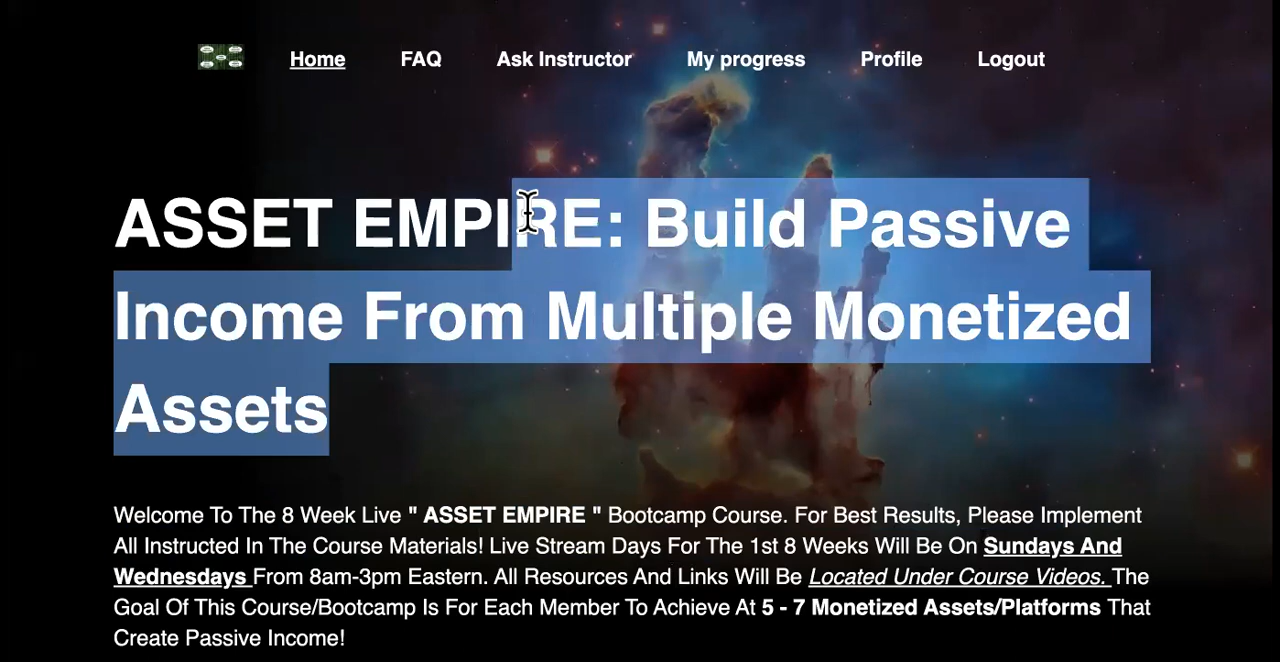 Home FAQ Ask Instructor My progress Profile Logout
ASSET EMPIRE: Build Passive
Income From Multiple Monetized
Assets
Welcome To The 8 Week Live " ASSET EMPIRE " Bootcamp Course. For Best Results, Please Implement
All Instructed In The Course Materials! Live Stream Days For The 1st 8 Weeks Will Be On Sundays And
Wednesdays From 8am-3pm Eastern. All Resources And Links Will Be Located Under Course Videos. The
Goal Of This Course/Bootcamp Is For Each Member To Achieve At 5 - 7 Monetized Assets/Platforms That
Create Passive Income!